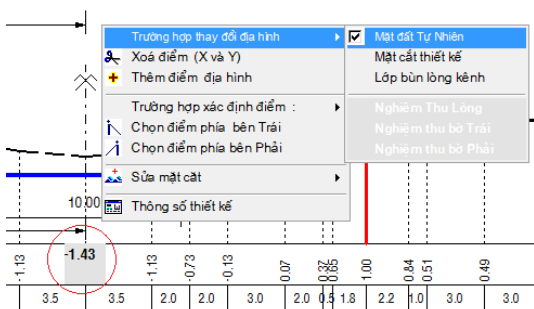 Trường hợp thay đổi địa hình
Xoá điểm (X và Y)
Thêm điểm địa hình
Trường hợp xác định điểm :
Chọn điểm phía bên Trái
Chọn điểm phía bên Phải
Sửa mặt cắt
Thông số thiết kế
Mặt đất Tự Nhiên
Mặt cắt thiết kế
Lớp bùn lòng kênh
Nghiệm Thu Lòng
Nghiệm thu bờ Trái
Nghiệm thu bờ Phải
10.00
-1.13 -1.43 -1.13 -0.73 -0.13 0.07 0.37 0.65 1.00 0.84 0.51 0.49
3.5 3.5 2.0 2.0 3.0 2.0 0.5 1.8 2.2 1.0 3.0 3.0